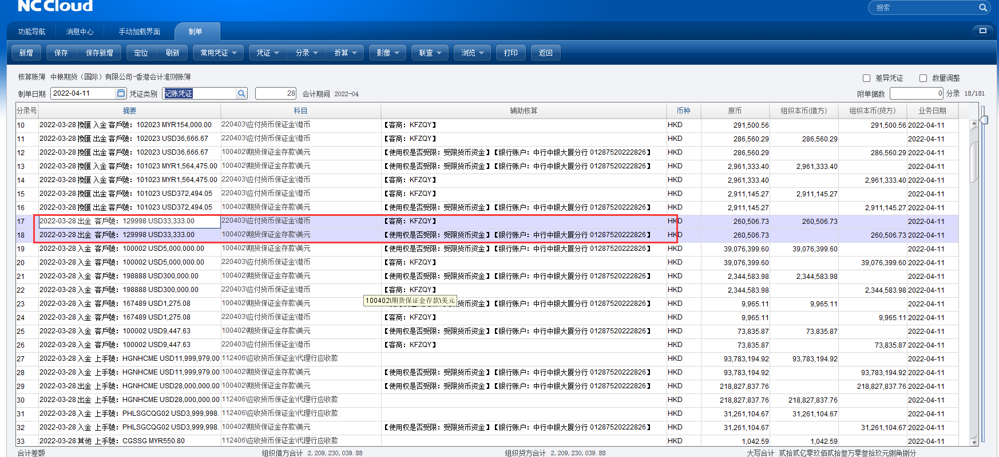 NCCloud
搜索
功能导航 消息中心 手动加载界面 制单
新增 保存 保存新增 定位 刷新 常用凭证 凭证 分录 折算 影像 联查 浏览 打印 返回
核算账簿 中粮期货（国际）有限公司-香港会计准则账簿
差异凭证 数量调整
制单日期 2022-04-11 凭证类别 记账凭证 28 会计期间 2022-04
附单据数 0 分录 18/181
分录号 摘要 科目 辅助核算 币种 原币 组织本币(借方) 组织本币(贷方) 业务日期
10 2022-03-28 換匯 入金 客戶號：102023 MYR154,000.00 220403\应付货币保证金\港币 【客商：KFZQY】 HKD 291,500.56 291,500.56 2022-04-11
11 2022-03-28 換匯 出金 客戶號：102023 USD36,666.67 220403\应付货币保证金\港币 【客商：KFZQY】 HKD 286,560.29 286,560.29 2022-04-11
12 2022-03-28 換匯 出金 客戶號：102023 USD36,666.67 100402\期货保证金存款\美元 【使用权是否受限：受限货币资金】【银行账户：中行中银大厦分行 01287520222826】 HKD 286,560.29 286,560.29 2022-04-11
13 2022-03-28 換匯 入金 客戶號：101023 MYR1,564,475.00 100402\期货保证金存款\美元 【使用权是否受限：受限货币资金】【银行账户：中行中银大厦分行 01287520222826】 HKD 2,961,333.40 2,961,333.40 2022-04-11
14 2022-03-28 換匯 入金 客戶號：101023 MYR1,564,475.00 220403\应付货币保证金\港币 【客商：KFZQY】 HKD 2,961,333.40 2,961,333.40 2022-04-11
15 2022-03-28 換匯 出金 客戶號：101023 USD372,494.05 220403\应付货币保证金\港币 【客商：KFZQY】 HKD 2,911,145.27 2,911,145.27 2022-04-11
16 2022-03-28 換匯 出金 客戶號：101023 USD372,494.05 100402\期货保证金存款\美元 【使用权是否受限：受限货币资金】【银行账户：中行中银大厦分行 01287520222826】 HKD 2,911,145.27 2,911,145.27 2022-04-11
17 2022-03-28 出金 客戶號：129998 USD33,333.00 220403\应付货币保证金\港币 【客商：KFZQY】 HKD 260,506.73 260,506.73 2022-04-11
18 2022-03-28 出金 客戶號：129998 USD33,333.00 100402\期货保证金存款\美元 【使用权是否受限：受限货币资金】【银行账户：中行中银大厦分行 01287520222826】 HKD 260,506.73 260,506.73 2022-04-11
19 2022-03-28 入金 客戶號：100002 USD5,000,000.00 100402\期货保证金存款\美元 【使用权是否受限：受限货币资金】【银行账户：中行中银大厦分行 01287520222826】 HKD 39,076,399.60 39,076,399.60 2022-04-11
20 2022-03-28 入金 客戶號：100002 USD5,000,000.00 220403\应付货币保证金\港币 【客商：KFZQY】 HKD 39,076,399.60 39,076,399.60 2022-04-11
21 2022-03-28 入金 客戶號：198888 USD300,000.00 100402\期货保证金存款\美元 【使用权是否受限：受限货币资金】【银行账户：中行中银大厦分行 01287520222826】 HKD 2,344,583.98 2,344,583.98 2022-04-11
22 2022-03-28 入金 客戶號：198888 USD300,000.00 220403\应付货币保证金\港币 【客商：KFZQY】 HKD 2,344,583.98 2,344,583.98 2022-04-11
100402\期货保证金存款\美元
23 2022-03-28 入金 客戶號：167489 USD1,275.08 100402\期货保证金存款\美元 货币资金】【银行账户：中行中银大厦分行 01287520222826】 HKD 9,965.11 9,965.11 2022-04-11
24 2022-03-28 入金 客戶號：167489 USD1,275.08 220403\应付货币保证金\港币 【客商：KFZQY】 HKD 9,965.11 9,965.11 2022-04-11
25 2022-03-28 入金 客戶號：100002 USD9,447.63 100402\期货保证金存款\美元 【使用权是否受限：受限货币资金】【银行账户：中行中银大厦分行 01287520222826】 HKD 73,835.87 73,835.87 2022-04-11
26 2022-03-28 入金 客戶號：100002 USD9,447.63 220403\应付货币保证金\港币 【客商：KFZQY】 HKD 73,835.87 73,835.87 2022-04-11
27 2022-03-28 入金 上手號：HGNHCME USD11,999,979.00 112406\应收货币保证金\代理行应收款 HKD 93,783,194.92 93,783,194.92 2022-04-11
28 2022-03-28 入金 上手號：HGNHCME USD11,999,979.00 100402\期货保证金存款\美元 【使用权是否受限：受限货币资金】【银行账户：中行中银大厦分行 01287520222826】 HKD 93,783,194.92 93,783,194.92 2022-04-11
29 2022-03-28 出金 上手號：HGNHCME USD28,000,000.00 100402\期货保证金存款\美元 【使用权是否受限：受限货币资金】【银行账户：中行中银大厦分行 01287520222826】 HKD 218,827,837.76 218,827,837.76 2022-04-11
30 2022-03-28 出金 上手號：HGNHCME USD28,000,000.00 112406\应收货币保证金\代理行应收款 HKD 218,827,837.76 218,827,837.76 2022-04-11
31 2022-03-28 入金 上手號：PHLSGCQG02 USD3,999,998. 112406\应收货币保证金\代理行应收款 HKD 31,261,104.67 31,261,104.67 2022-04-11
32 2022-03-28 入金 上手號：PHLSGCQG02 USD3,999,998. 100402\期货保证金存款\美元 【使用权是否受限：受限货币资金】【银行账户：中行中银大厦分行 01287520222826】 HKD 31,261,104.67 31,261,104.67 2022-04-11
33 2022-03-28 其他 上手號：CGSSG MYR550.80 112406\应收货币保证金\代理行应收款 HKD 1,042.59 1,042.59 2022-04-11
合计差额 组织借方合计 2,209,230,039.88 组织贷方合计 2,209,230,039.88 大写合计 贰拾贰亿零玖佰贰拾叁万零叁拾玖元捌角捌分